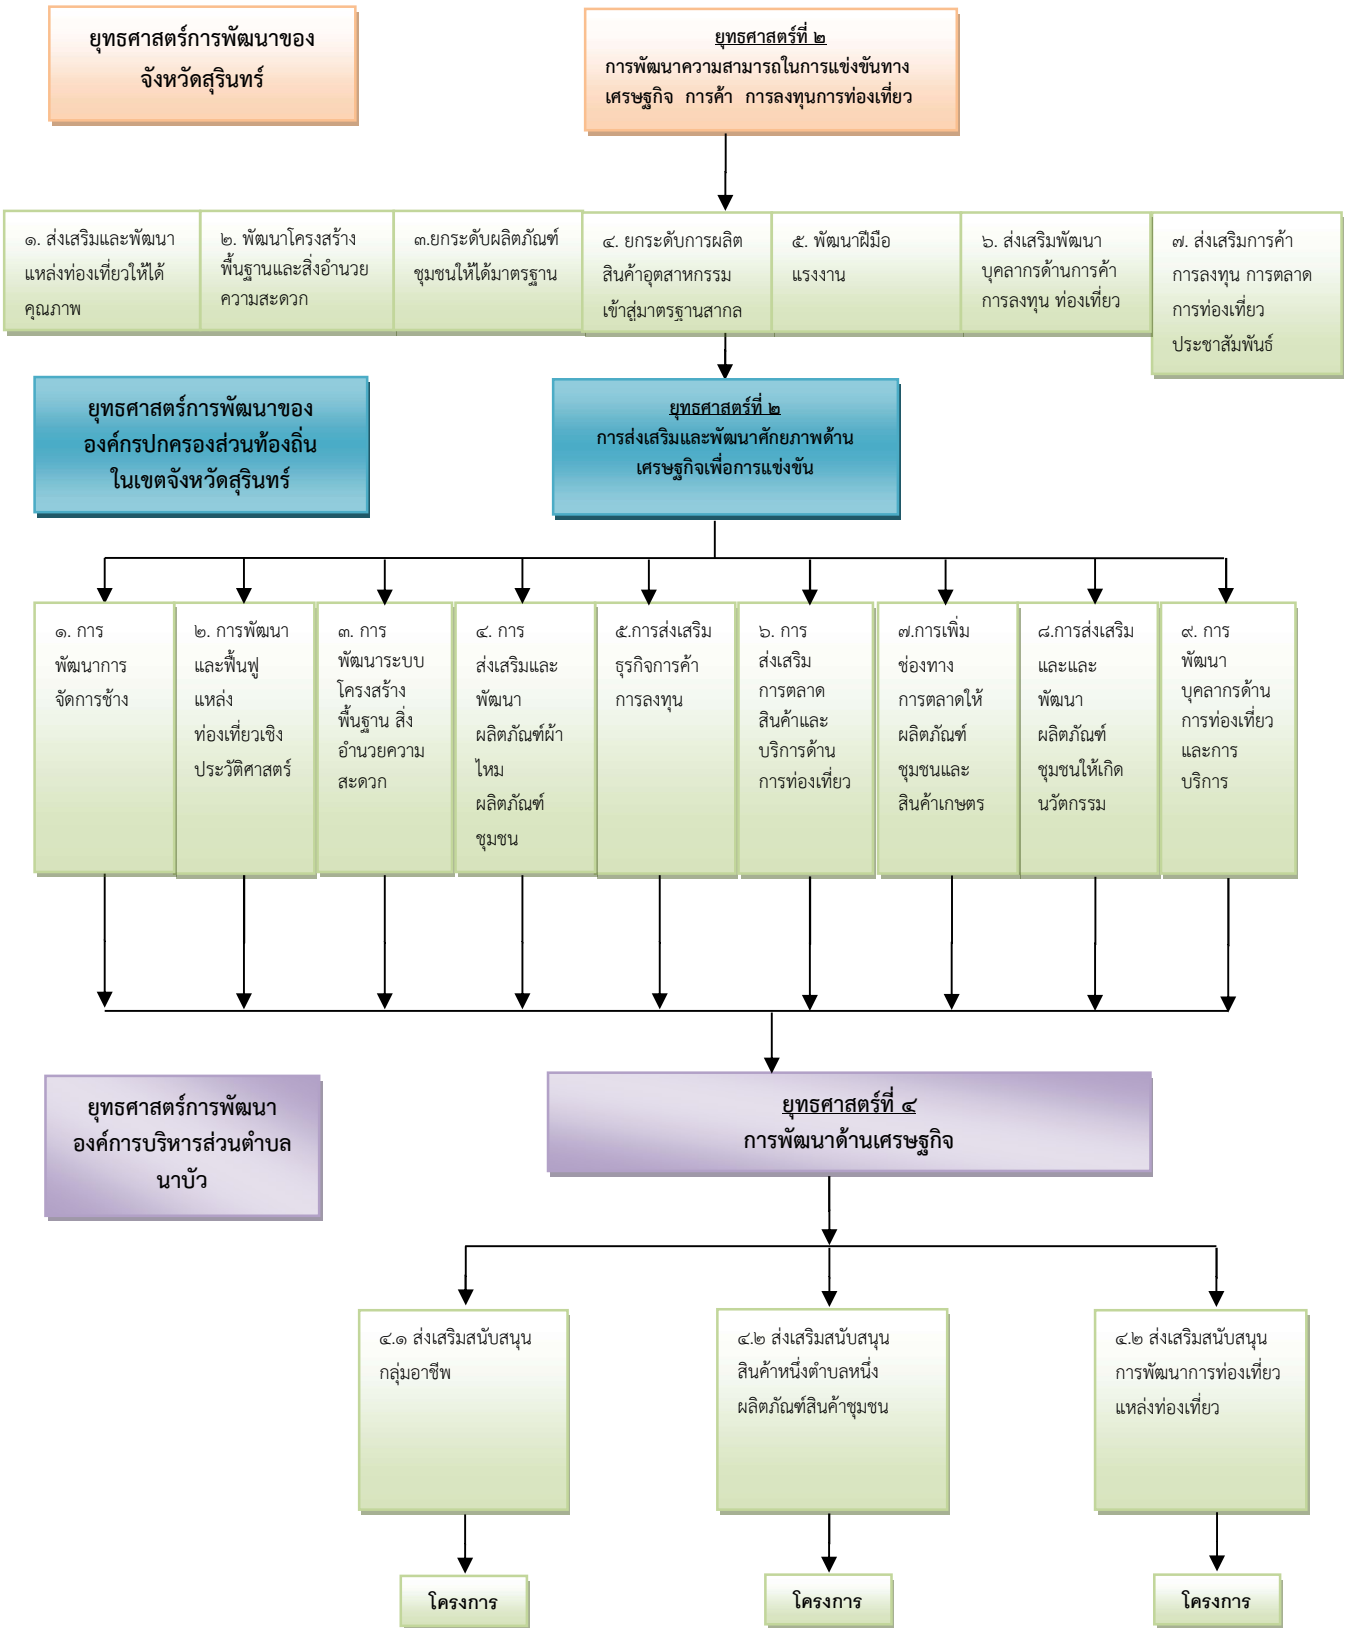 ยุทธศาสตร์การพัฒนาของ
จังหวัดสุรินทร์
ยุทธศาสตร์ที่ ๒
การพัฒนาความสามารถในการแข่งขันทาง
เศรษฐกิจ การค้า การลงทุนการท่องเที่ยว
๑. ส่งเสริมและพัฒนา
แหล่งท่องเที่ยวให้ได้
คุณภาพ
๒. พัฒนาโครงสร้าง
พื้นฐานและสิ่งอำนวย
ความสะดวก
๓.ยกระดับผลิตภัณฑ์
ชุมชนให้ได้มาตรฐาน
๔. ยกระดับการผลิต
สินค้าอุตสาหกรรม
เข้าสู่มาตรฐานสากล
๕. พัฒนาฝีมือ
แรงงาน
๖. ส่งเสริมพัฒนา
บุคลากรด้านการค้า
การลงทุน ท่องเที่ยว
๗. ส่งเสริมการค้า
การลงทุน การตลาด
การท่องเที่ยว
ประชาสัมพันธ์
ยุทธศาสตร์การพัฒนาของ
องค์กรปกครองส่วนท้องถิ่น
ในเขตจังหวัดสุรินทร์
ยุทธศาสตร์ที่ ๒
การส่งเสริมและพัฒนาศักยภาพด้าน
เศรษฐกิจเพื่อการแข่งขัน
๑. การ
พัฒนาการ
จัดการช้าง
๒. การพัฒนา
และฟื้นฟู
แหล่ง
ท่องเที่ยวเชิง
ประวัติศาสตร์
๓. การ
พัฒนาระบบ
โครงสร้าง
พื้นฐาน สิ่ง
อำนวยความ
สะดวก
๔. การ
ส่งเสริมและ
พัฒนา
ผลิตภัณฑ์ผ้า
ไหม
ผลิตภัณฑ์
ชุมชน
๕.การส่งเสริม
ธุรกิจการค้า
การลงทุน
๖. การ
ส่งเสริม
การตลาด
สินค้าและ
บริการด้าน
การท่องเที่ยว
๗.การเพิ่ม
ช่องทาง
การตลาดให้
ผลิตภัณฑ์
ชุมชนและ
สินค้าเกษตร
๘.การส่งเสริม
และและ
พัฒนา
ผลิตภัณฑ์
ชุมชนให้เกิด
นวัตกรรม
๙. การ
พัฒนา
บุคลากรด้าน
การท่องเที่ยว
และการ
บริการ
ยุทธศาสตร์การพัฒนา
องค์การบริหารส่วนตำบล
นาบัว
ยุทธศาสตร์ที่ ๔
การพัฒนาด้านเศรษฐกิจ
๔.๑ ส่งเสริมสนับสนุน
กลุ่มอาชีพ
๔.๒ ส่งเสริมสนับสนุน
สินค้าหนึ่งตำบลหนึ่ง
ผลิตภัณฑ์สินค้าชุมชน
๔.๒ ส่งเสริมสนับสนุน
การพัฒนาการท่องเที่ยว
แหล่งท่องเที่ยว
โครงการ
โครงการ
โครงการ